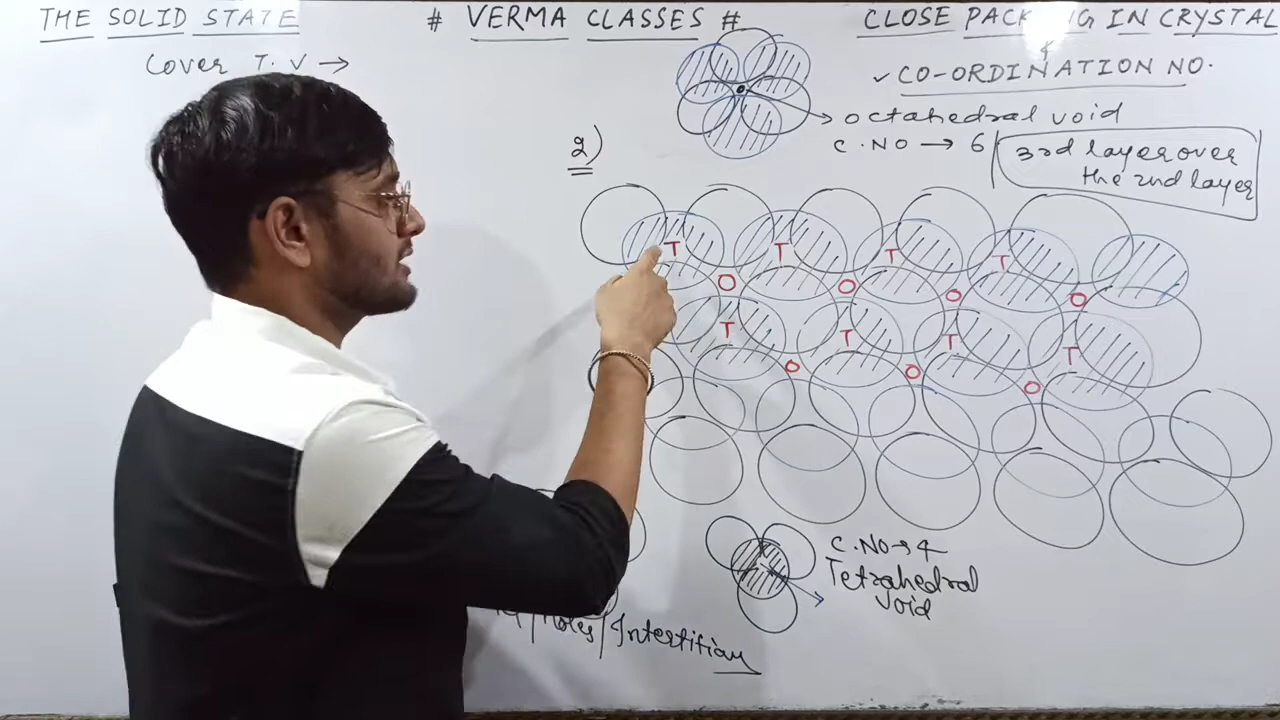 THE SOLID STATE
# VERMA CLASSES #
CLOSE PACKING IN CRYSTAL
&
✓ CO-ORDINATION NO.
Cover T.V →
octahedral void
C.NO → 6
3rd layer over
the 2nd layer
2)
T T T T
O O O O
T T T T
O O O
C.NO → 4
Tetrahedral
void
/Holes/Interstitian